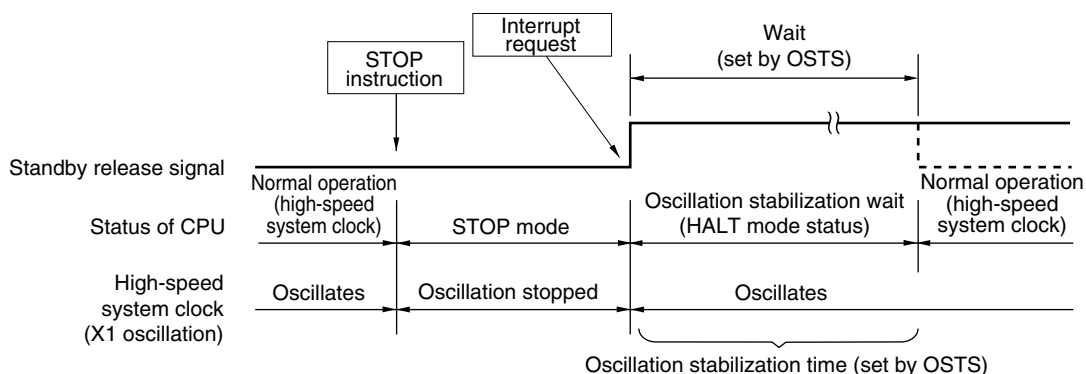 Interrupt
request
Wait
(set by OSTS)
STOP
instruction
Standby release signal
Normal operation
(high-speed
system clock)
Normal operation
(high-speed
system clock)
Status of CPU
STOP mode
Oscillation stabilization wait
(HALT mode status)
High-speed
system clock
(X1 oscillation)
Oscillates
Oscillation stopped
Oscillates
Oscillation stabilization time (set by OSTS)